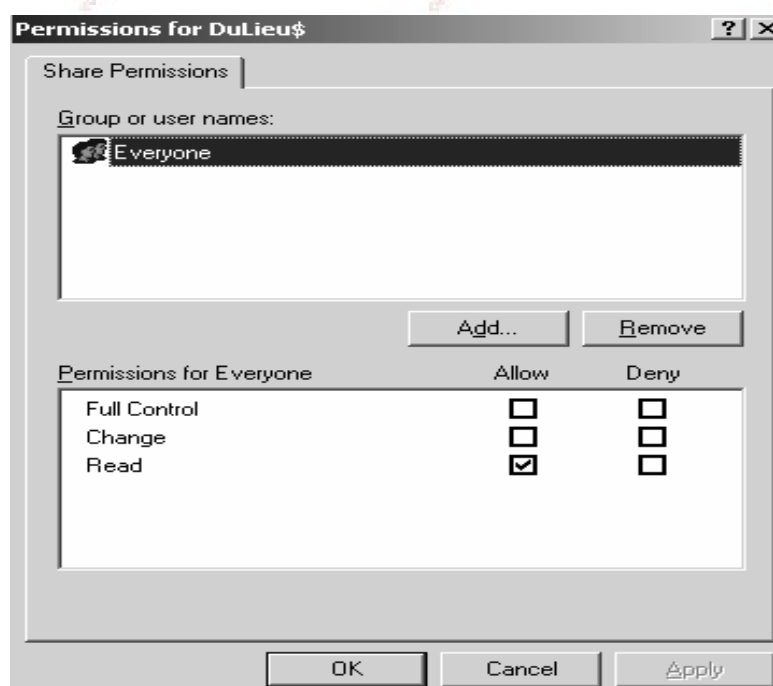 Permissions for DuLieu$
Share Permissions
Group or user names:
Everyone
Add... Remove
Permissions for Everyone Allow Deny
Full Control
Change
Read
OK Cancel Apply